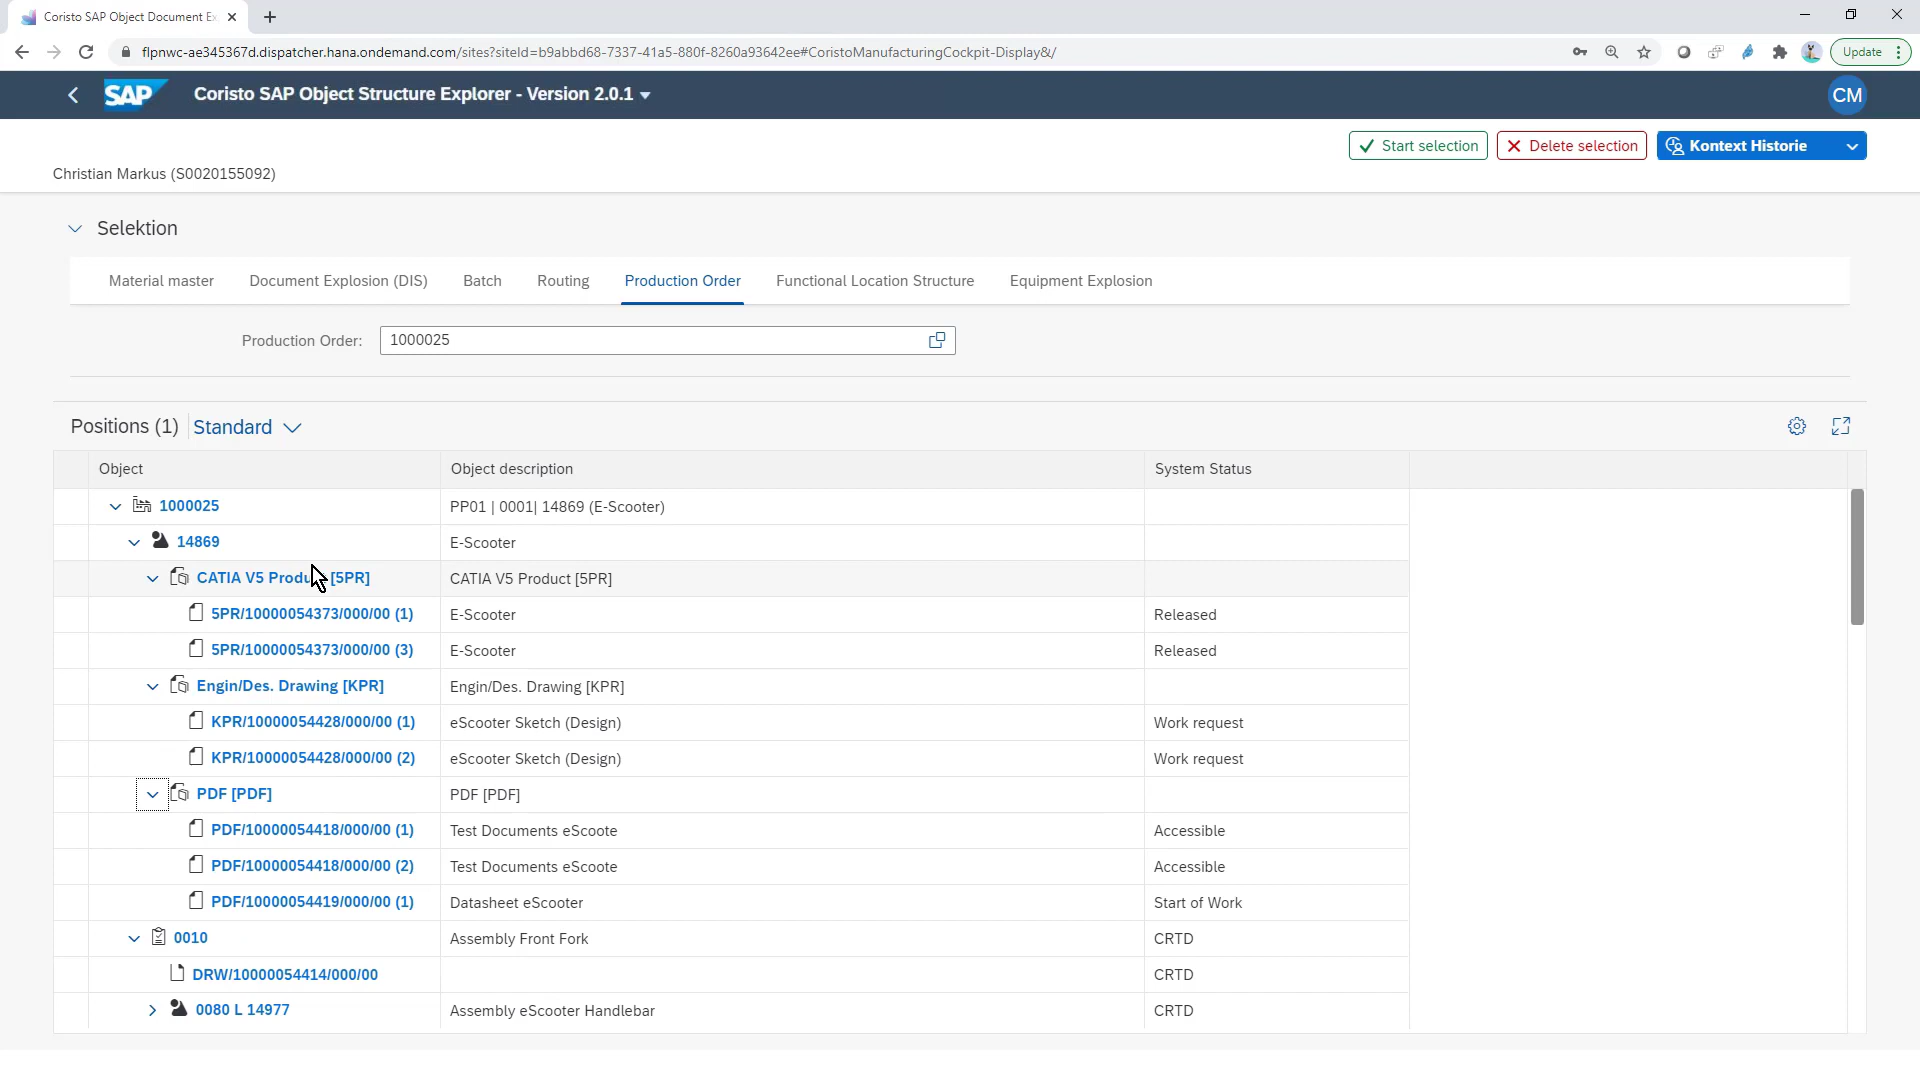 Coristo SAP Object Document Ex
flpnwc-ae345367d.dispatcher.hana.ondemand.com/sites?siteId=b9abbd68-7337-41a5-880f-8260a93642ee#CoristoManufacturingCockpit-Display&/
Update
SAP
Coristo SAP Object Structure Explorer - Version 2.0.1
CM
Start selection
Delete selection
Kontext Historie
Christian Markus (S0020155092)
Selektion
Material master
Document Explosion (DIS)
Batch
Routing
Production Order
Functional Location Structure
Equipment Explosion
Production Order: 1000025
Positions (1) Standard
Object Object description System Status
1000025 PP01 | 0001| 14869 (E-Scooter)
14869 E-Scooter
CATIA V5 Produ [5PR] CATIA V5 Product [5PR]
5PR/10000054373/000/00 (1) E-Scooter Released
5PR/10000054373/000/00 (3) E-Scooter Released
Engin/Des. Drawing [KPR] Engin/Des. Drawing [KPR]
KPR/10000054428/000/00 (1) eScooter Sketch (Design) Work request
KPR/10000054428/000/00 (2) eScooter Sketch (Design) Work request
PDF [PDF] PDF [PDF]
PDF/10000054418/000/00 (1) Test Documents eScoote Accessible
PDF/10000054418/000/00 (2) Test Documents eScoote Accessible
PDF/10000054419/000/00 (1) Datasheet eScooter Start of Work
0010 Assembly Front Fork CRTD
DRW/10000054414/000/00 CRTD
0080 L 14977 Assembly eScooter Handlebar CRTD